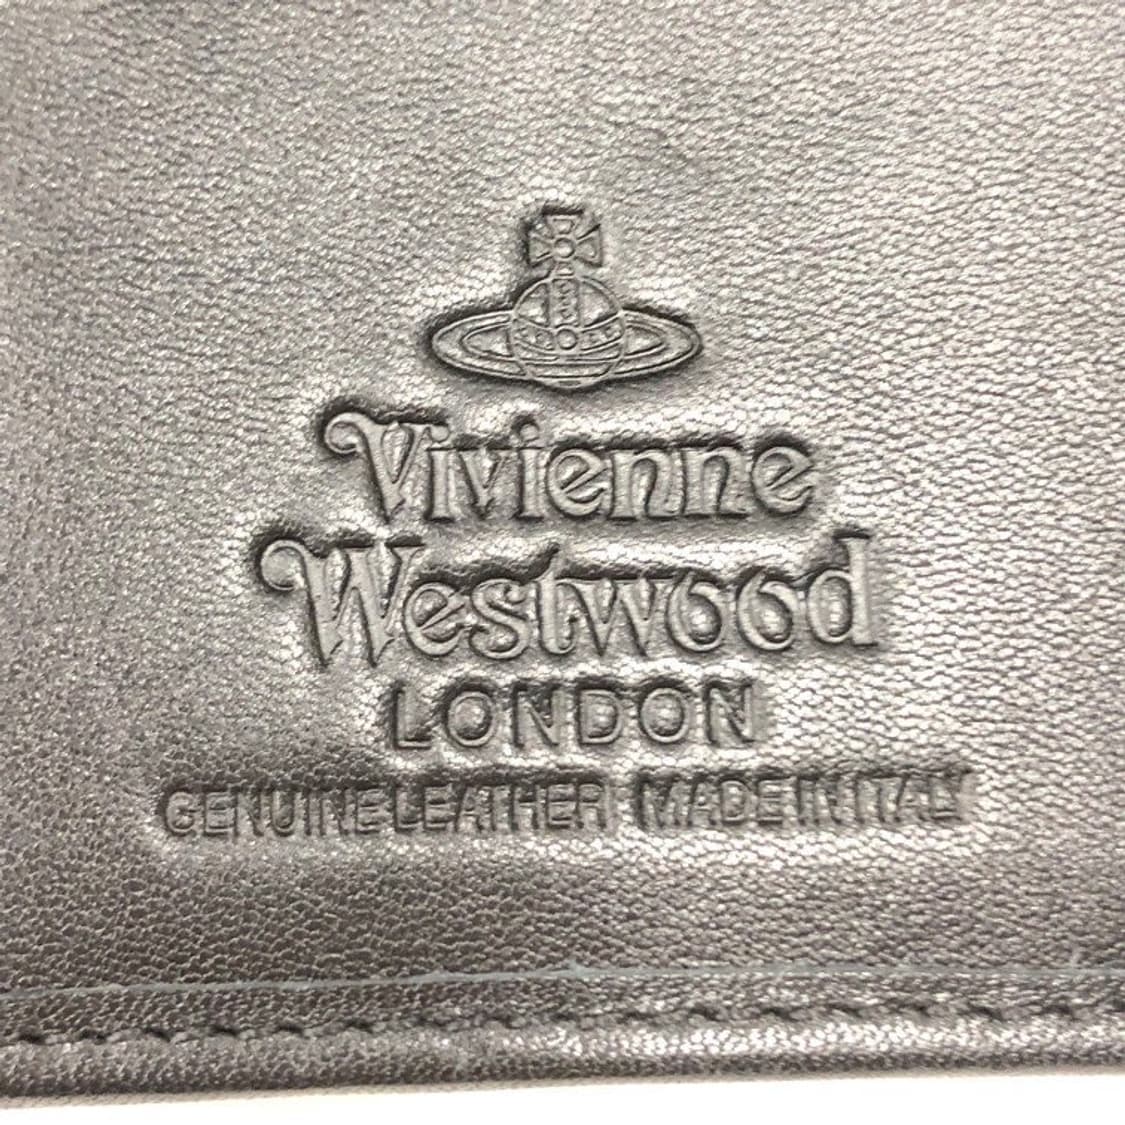 Vivienne
Westwood
LONDON
GENUINE LEATHER MADE IN ITALY